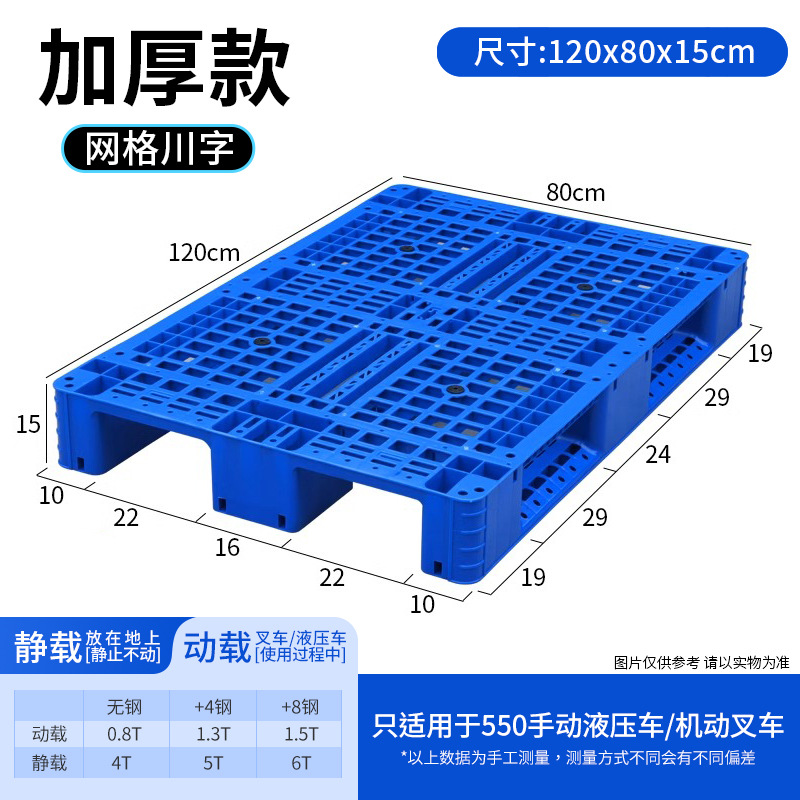 加厚款
网格川字
尺寸:120x80x15cm
80cm
120cm
15
10
22
16
22
10
19
29
24
29
19
静载 放在地上
[静止不动]
动载 叉车/液压车
[使用过程中]
图片仅供参考 请以实物为准
无钢 +4钢 +8钢
动载 0.8T 1.3T 1.5T
静载 4T 5T 6T
只适用于550手动液压车/机动叉车
*以上数据为手工测量，测量方式不同会有不同偏差